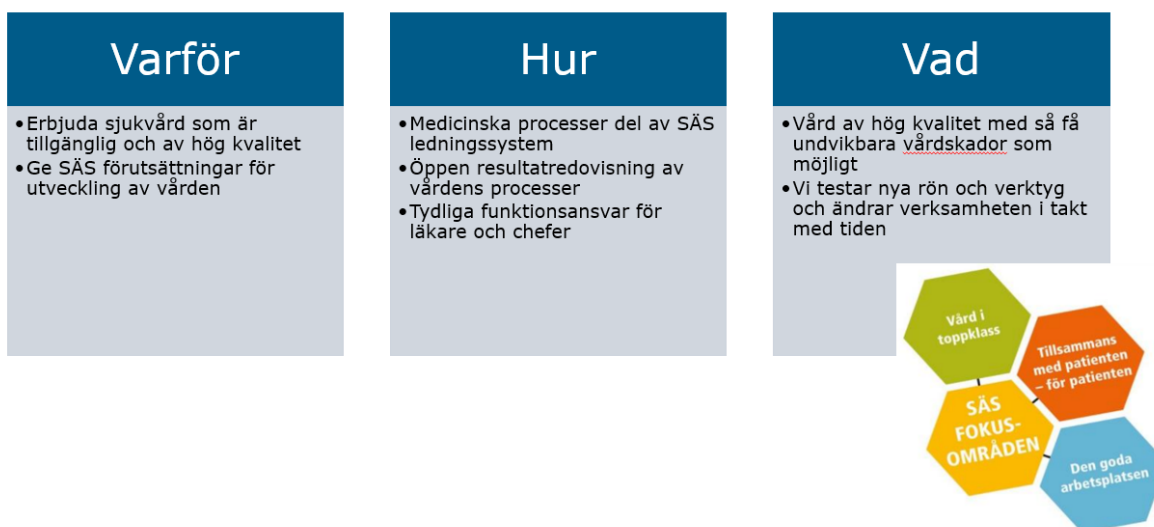 Varför
•Erbjuda sjukvård som är
tillgänglig och av hög kvalitet
•Ge SÄS förutsättningar för
utveckling av vården
Hur
•Medicinska processer del av SÄS
ledningssystem
•Öppen resultatredovisning av
vårdens processer
•Tydliga funktionsansvar för
läkare och chefer
Vad
•Vård av hög kvalitet med så få
undvikbara vårdskador som
möjligt
•Vi testar nya rön och verktyg
och ändrar verksamheten i takt
med tiden
Vård i
toppklass
Tillsammans
med patienten
– för patienten
SÄS
FOKUS-
OMRÅDEN
Den goda
arbetsplatsen